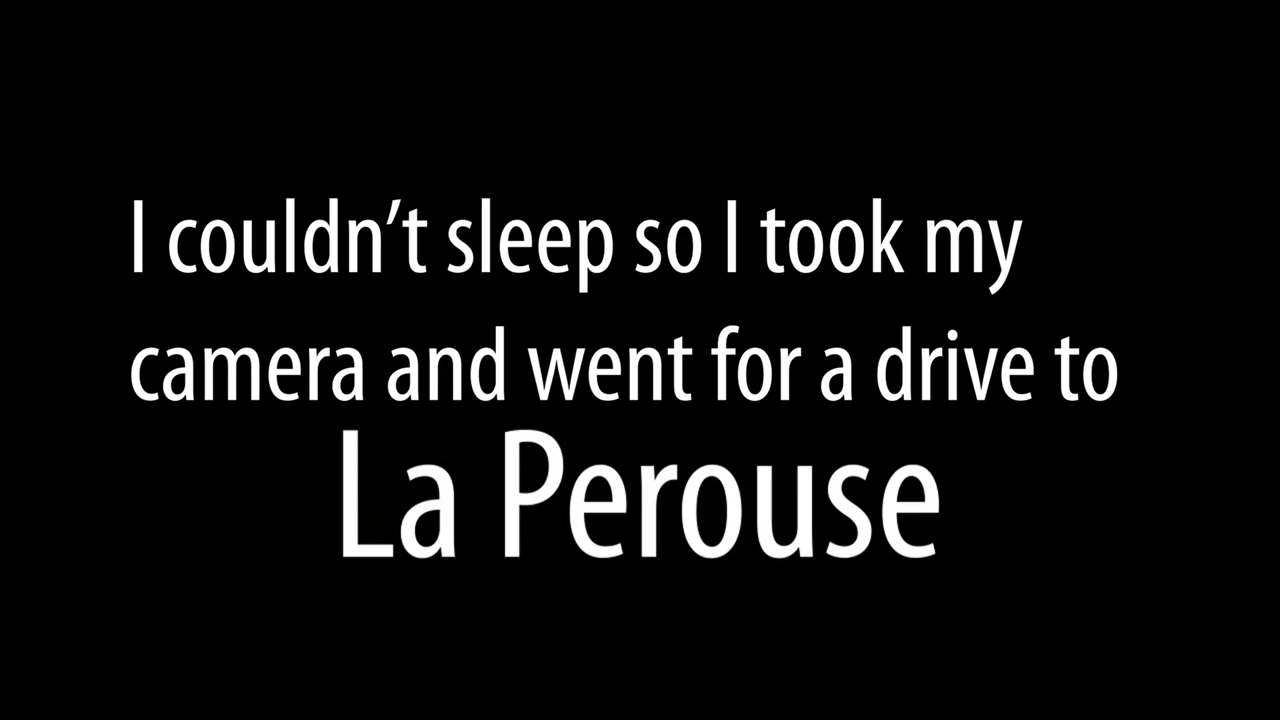 I couldn’t sleep so I took my
camera and went for a drive to
La Perouse